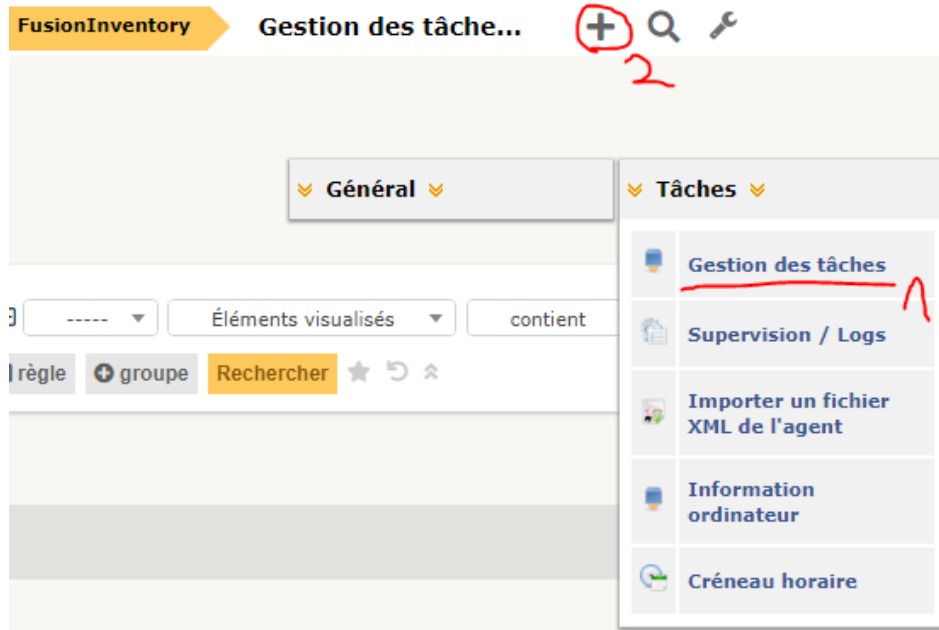 FusionInventory Gestion des tâche...
2
Général Tâches
Gestion des tâches
1
----- Éléments visualisés contient
Supervision / Logs
règle groupe Rechercher
Importer un fichier
XML de l'agent
Information
ordinateur
Créneau horaire